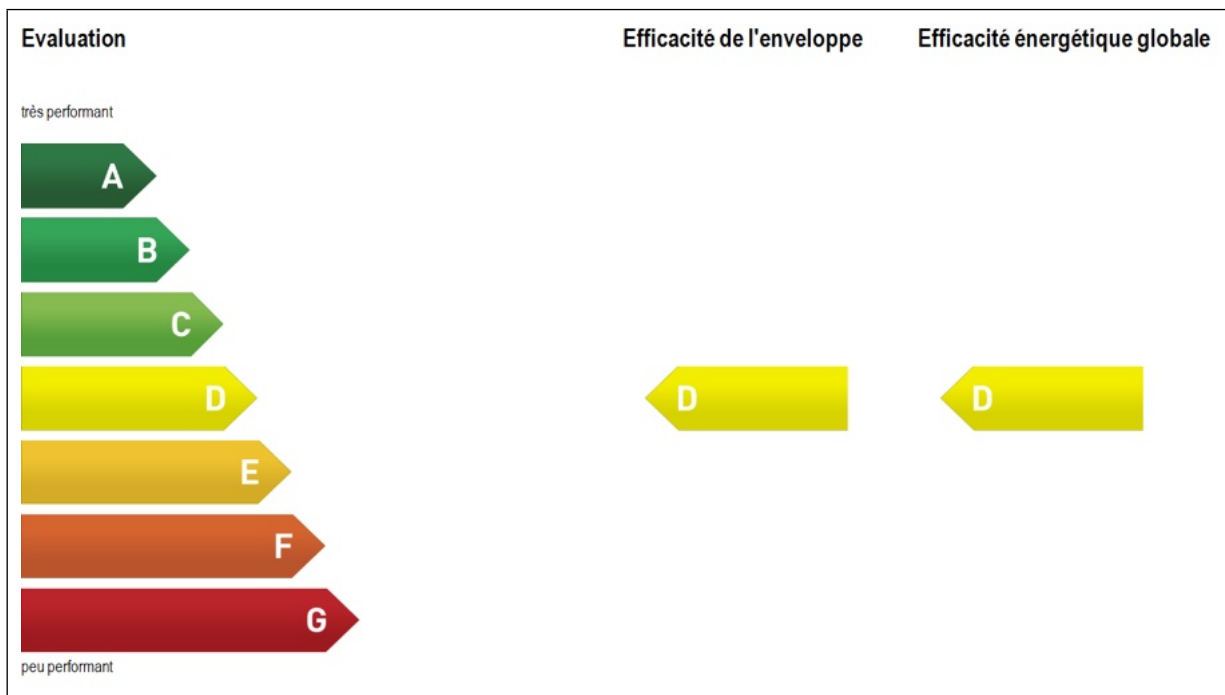 Evaluation Efficacité de l'enveloppe Efficacité énergétique globale
très performant
A
B
C
D D D
E
F
G
peu performant